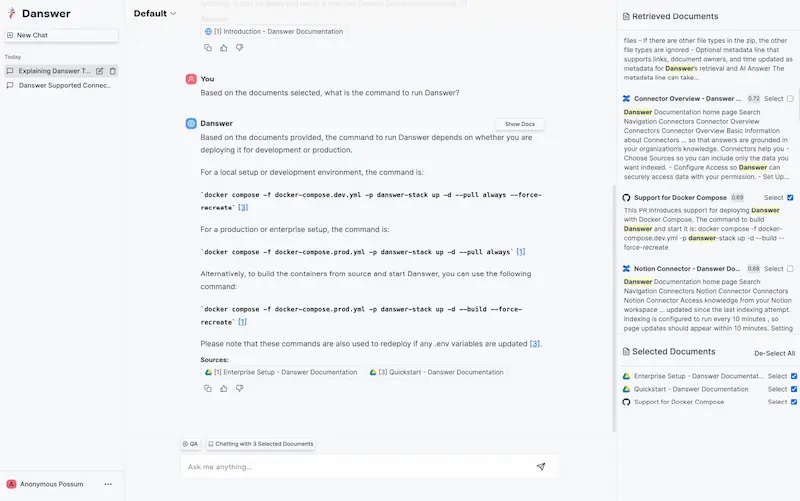 Danswer
New Chat
Today
Explaining Danswer T...
Danswer Supported Connec...
Anonymous Possum
Default
Sources:
[1] Introduction - Danswer Documentation
You
Based on the documents selected, what is the command to run Danswer?
Danswer
Show Docs
Based on the documents provided, the command to run Danswer depends on whether you are
deploying it for development or production.
For a local setup or development environment, the command is:
`docker compose -f docker-compose.dev.yml -p danswer-stack up -d --pull always --force-
recreate` [3]
For a production or enterprise setup, the command is:
`docker compose -f docker-compose.prod.yml -p danswer-stack up -d --pull always` [1]
Alternatively, to build the containers from source and start Danswer, you can use the following
command:
`docker compose -f docker-compose.prod.yml -p danswer-stack up -d --build --force-
recreate` [1]
Please note that these commands are also used to redeploy if any .env variables are updated [3].
Sources:
[1] Enterprise Setup - Danswer Documentation
[3] Quickstart - Danswer Documentation
QA
Chatting with 3 Selected Documents
Ask me anything...
Retrieved Documents
files - If there are other file types in the zip, the other
file types are ignored - Optional metadata line that
supports links, document owners, and time updated as
metadata for Danswer's retrieval and AI Answer The
metadata line can take...
Connector Overview - Danswer ... 0.72 Select
Danswer Documentation home page Search
Navigation Connectors Connector Overview
Connectors Connector Overview Basic Information
about Connectors ... so that answers are grounded in
your organization's knowledge. Connectors help you -
Choose Sources so you can include only the data you
want indexed. - Configure Access so Danswer can
securely access data with your permission. - Set Up...
Support for Docker Compose 0.69 Select
This PR introduces support for deploying Danswer
with Docker Compose. The command to build
Danswer and start it is: docker compose -f docker-
compose.dev.yml -p danswer-stack up -d --build --
force-recreate
Notion Connector - Danswer Do... 0.68 Select
Danswer Documentation home page Search
Navigation Connectors Notion Connector Connectors
Notion Connector Access knowledge from your Notion
workspace ... updated since the last indexing attempt.
Indexing is configured to run every 10 minutes , so
page updates should appear within 10 minutes. Setting
Selected Documents
De-Select All
Enterprise Setup - Danswer Documentat... Select
Quickstart - Danswer Documentation Select
Support for Docker Compose Select